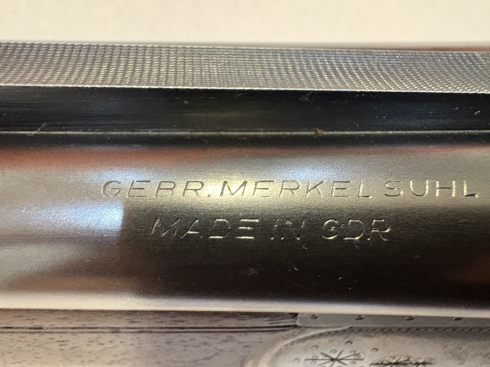 GEBR. MERKEL SUHL
MADE IN GDR